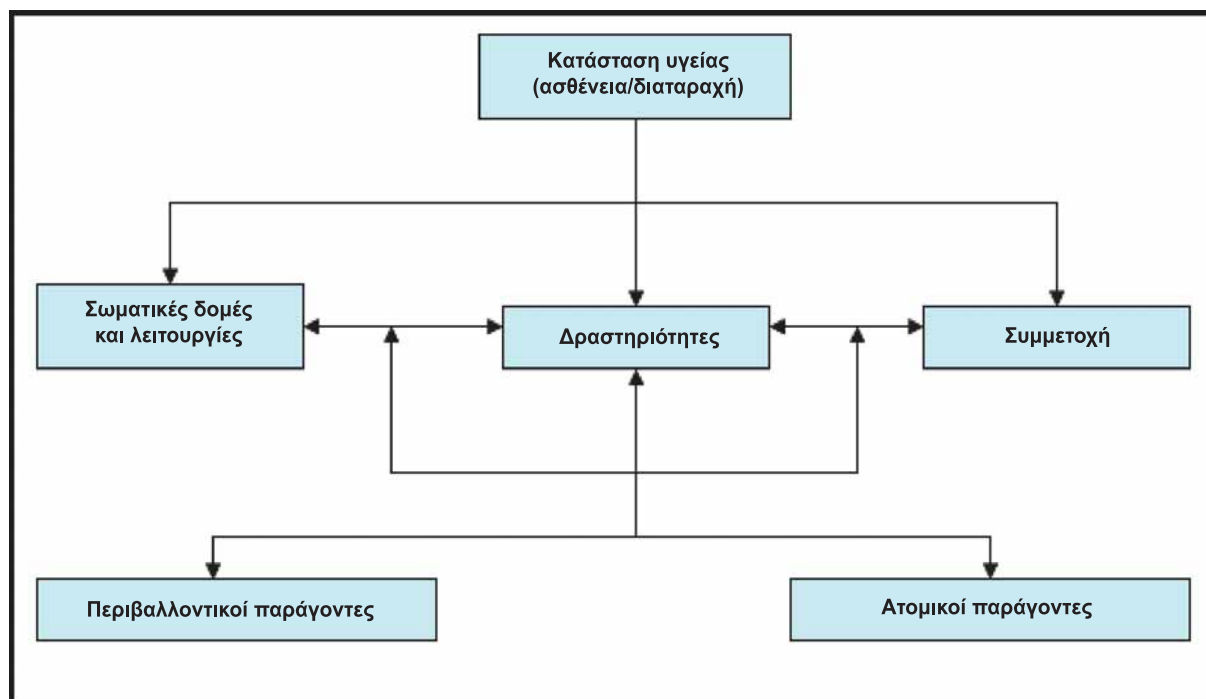 Κατάσταση υγείας
(ασθένεια/διαταραχή)
Σωματικές δομές
και λειτουργίες
Δραστηριότητες
Συμμετοχή
Περιβαλλοντικοί παράγοντες
Ατομικοί παράγοντες